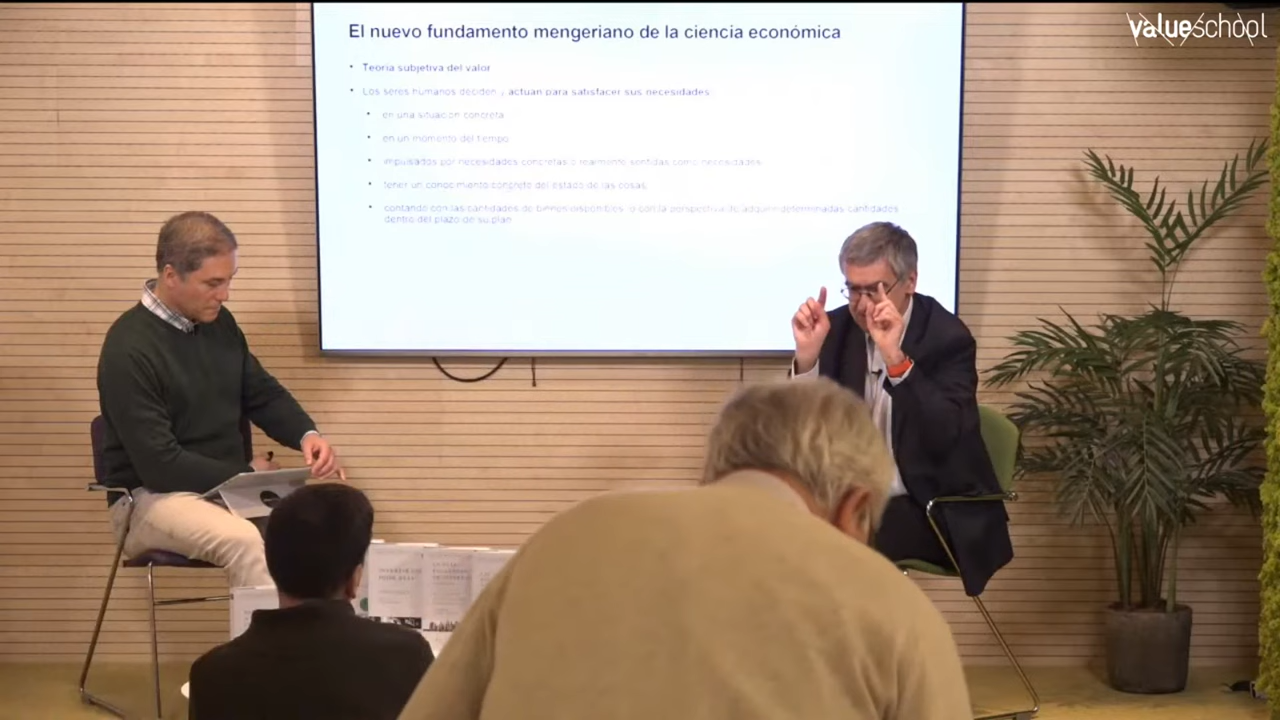 valueschool
El nuevo fundamento mengeriano de la ciencia económica
• Teoría subjetiva del valor
• Los seres humanos deciden y actúan para satisfacer sus necesidades:
• en una situación concreta
• en un momento del tiempo
• impulsados por necesidades concretas o realmente sentidas como necesidades
• tener un conocimiento concreto del estado de las cosas,
• contando con las cantidades de bienes disponibles o con la perspectiva de adquirir determinadas cantidades
dentro del plazo de su plan